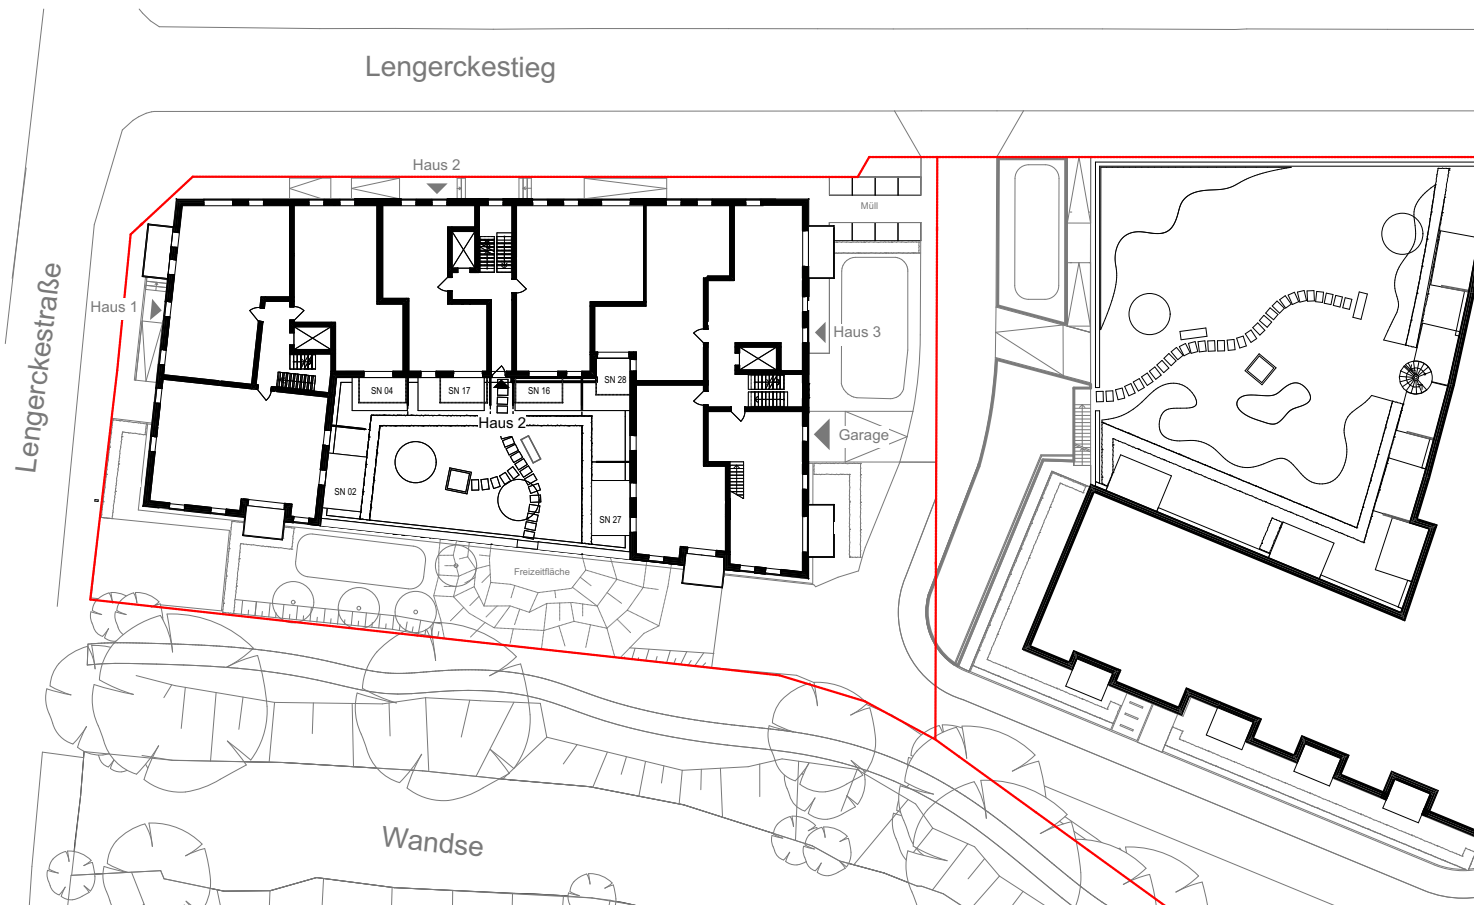 Lengerckestieg
Haus 2
Müll
Lengerckestraße
Haus 1
Haus 3
SN 04
SN 17
SN 16
SN 28
Haus 2
Garage
SN 02
SN 27
Freizeitfläche
Wandse